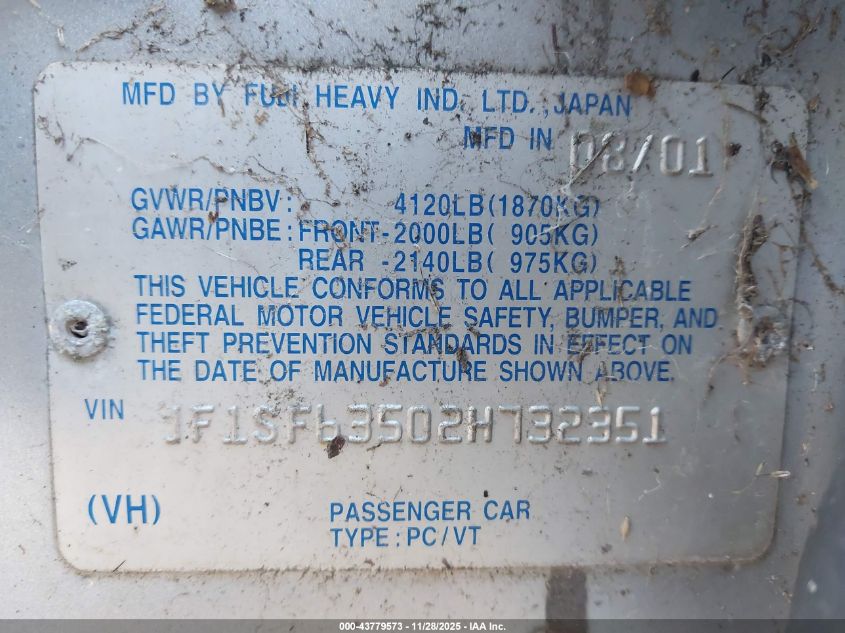 MFD BY FUJI HEAVY IND. LTD., JAPAN
MFD IN 08/01
GVWR/PNBV: 4120LB(1870KG)
GAWR/PNBE: FRONT-2000LB( 905KG)
REAR -2140LB( 975KG)
THIS VEHICLE CONFORMS TO ALL APPLICABLE
FEDERAL MOTOR VEHICLE SAFETY, BUMPER, AND
THEFT PREVENTION STANDARDS IN EFFECT ON
THE DATE OF MANUFACTURE SHOWN ABOVE.
VIN JF1SF63502H732351
(VH) PASSENGER CAR
TYPE: PC/VT
000-43779573 - 11/28/2025 - IAA Inc.